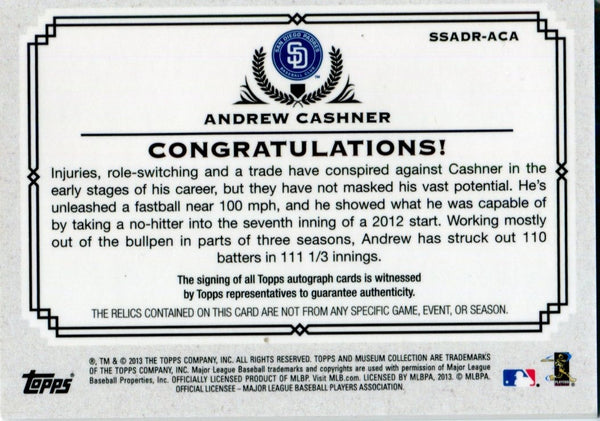 SSADR-ACA
SAN DIEGO PADRES
SD
BASEBALL CLUB
TM
ANDREW CASHNER
CONGRATULATIONS!
Injuries, role-switching and a trade have conspired against Cashner in the
early stages of his career, but they have not masked his vast potential. He's
unleashed a fastball near 100 mph, and he showed what he was capable of
by taking a no-hitter into the seventh inning of a 2012 start. Working mostly
out of the bullpen in parts of three seasons, Andrew has struck out 110
batters in 111 1/3 innings.
The signing of all Topps autograph cards is witnessed
by Topps representatives to guarantee authenticity.
THE RELICS CONTAINED ON THIS CARD ARE NOT FROM ANY SPECIFIC GAME, EVENT, OR SEASON.
®, TM & © 2013 THE TOPPS COMPANY, INC. ALL RIGHTS RESERVED. TOPPS AND MUSEUM COLLECTION ARE TRADEMARKS
OF THE TOPPS COMPANY, INC. Major League Baseball trademarks and copyrights are used with permission of Major League
Baseball Properties, Inc. OFFICIALLY LICENSED PRODUCT OF MLBP. Visit MLB.com. LICENSED BY MLBPA, 2013. © MLBPA.
OFFICIAL LICENSEE - MAJOR LEAGUE BASEBALL PLAYERS ASSOCIATION.
Topps